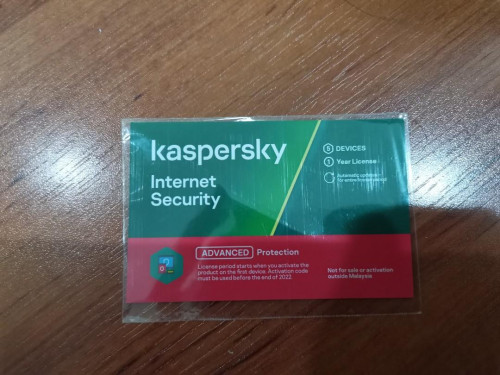 kaspersky
Internet
Security
5 DEVICES
1 Year License
Automatically updates
ADVANCED Protection
License period starts when you activate the
product on the first device. Activation code
must be used before the end of 2022
Not for sale or activation
outside Malaysia